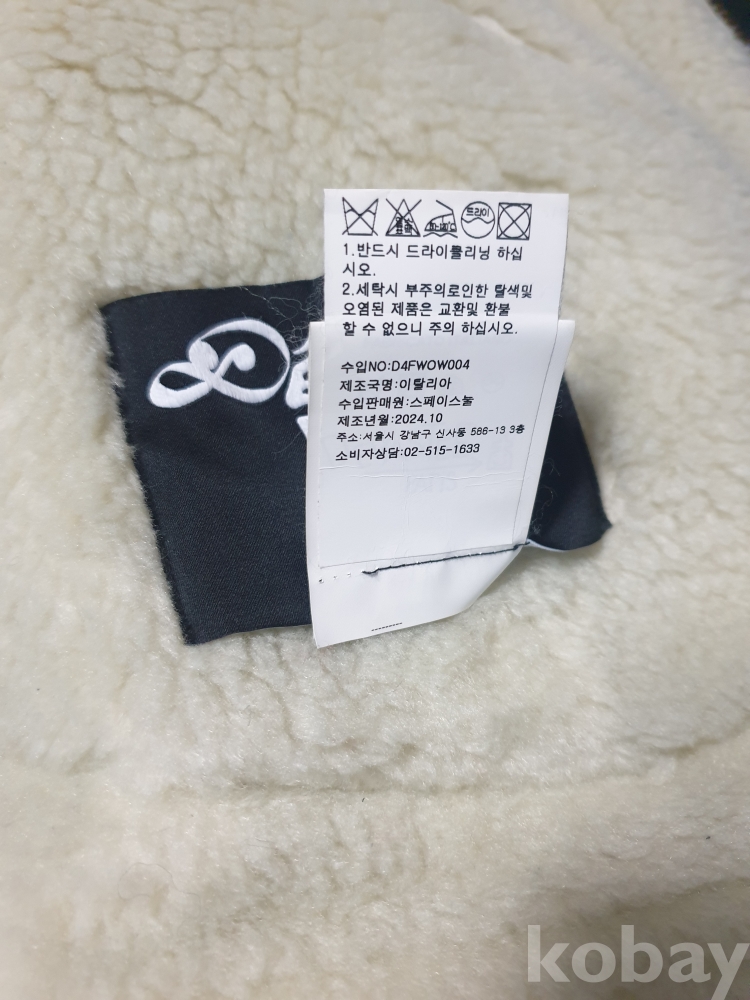 드라이
1.반드시 드라이클리닝 하십
시오.
2.세탁시 부주의로인한 탈색및
오염된 제품은 교환및 환불
할 수 없으니 주의 하십시오.
수입NO:D4FWOW004
제조국명:이탈리아
수입판매원:스페이스눌
제조년월:2024.10
주소:서울시 강남구 신사동 586-13 3층
소비자상담:02-515-1633
kobay